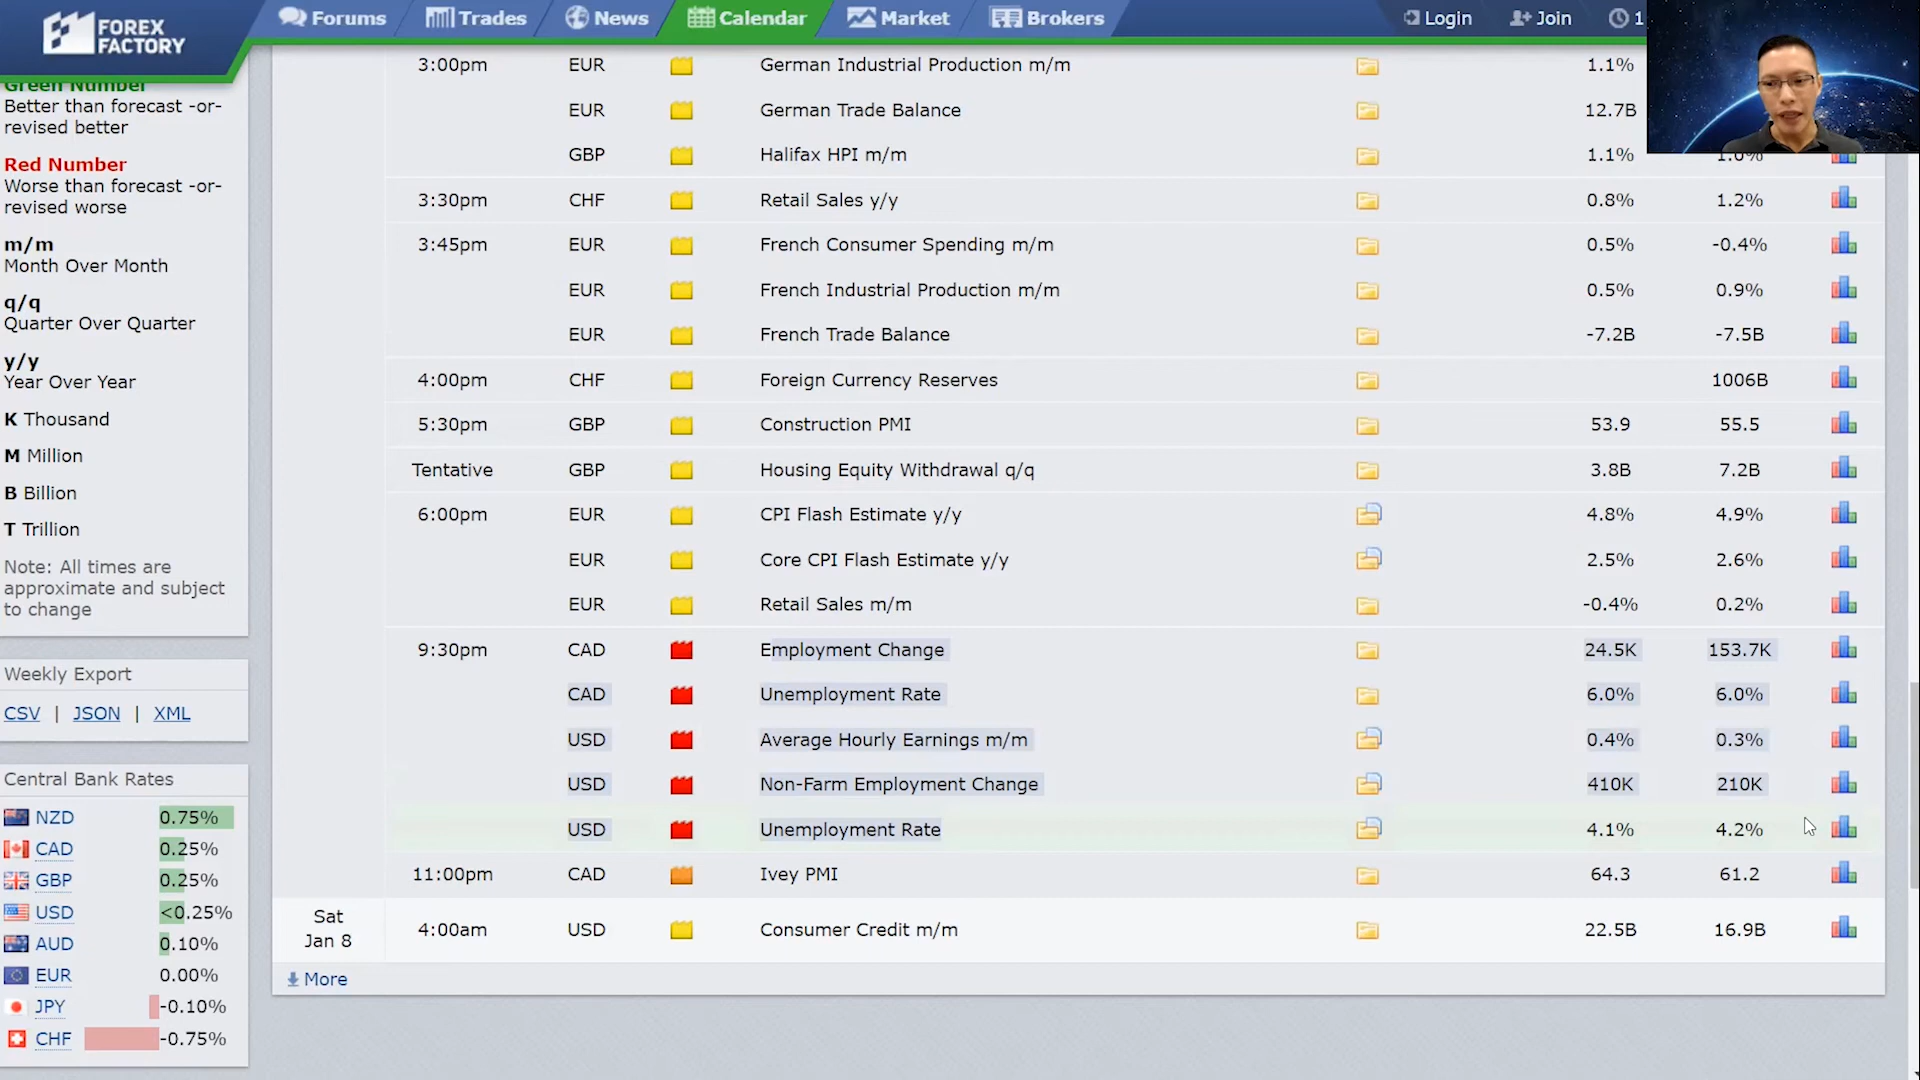 FOREX
FACTORY
Forums
Trades
News
Calendar
Market
Brokers
Login
Join
1
Green Number
Better than forecast -or-
revised better
Red Number
Worse than forecast -or-
revised worse
m/m
Month Over Month
q/q
Quarter Over Quarter
y/y
Year Over Year
K Thousand
M Million
B Billion
T Trillion
Note: All times are
approximate and subject
to change
Weekly Export
CSV | JSON | XML
Central Bank Rates
NZD 0.75%
CAD 0.25%
GBP 0.25%
USD <0.25%
AUD 0.10%
EUR 0.00%
JPY -0.10%
CHF -0.75%
3:00pm EUR German Industrial Production m/m 1.1%
EUR German Trade Balance 12.7B
GBP Halifax HPI m/m 1.1% 1.0%
3:30pm CHF Retail Sales y/y 0.8% 1.2%
3:45pm EUR French Consumer Spending m/m 0.5% -0.4%
EUR French Industrial Production m/m 0.5% 0.9%
EUR French Trade Balance -7.2B -7.5B
4:00pm CHF Foreign Currency Reserves 1006B
5:30pm GBP Construction PMI 53.9 55.5
Tentative GBP Housing Equity Withdrawal q/q 3.8B 7.2B
6:00pm EUR CPI Flash Estimate y/y 4.8% 4.9%
EUR Core CPI Flash Estimate y/y 2.5% 2.6%
EUR Retail Sales m/m -0.4% 0.2%
9:30pm CAD Employment Change 24.5K 153.7K
CAD Unemployment Rate 6.0% 6.0%
USD Average Hourly Earnings m/m 0.4% 0.3%
USD Non-Farm Employment Change 410K 210K
USD Unemployment Rate 4.1% 4.2%
11:00pm CAD Ivey PMI 64.3 61.2
Sat
Jan 8 4:00am USD Consumer Credit m/m 22.5B 16.9B
More